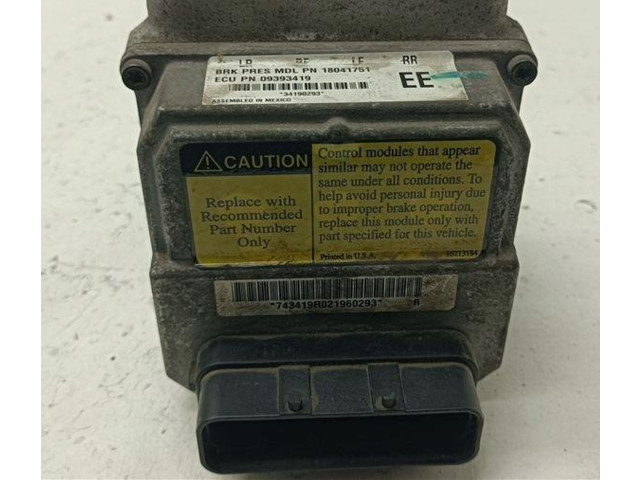 LR RF LF RR
BRK PRES MDL PN 18041751
ECU PN 09393419
EE
*34190293*
ASSEMBLED IN MEXICO
CAUTION
Replace with
Recommended
Part Number
Only
Control modules that appear
similar may not operate the
same under all conditions. To
help avoid personal injury due
to improper brake operation,
replace this module only with
part specified for this vehicle.
Printed in U.S.A.
16213184
*743419R021960293* R